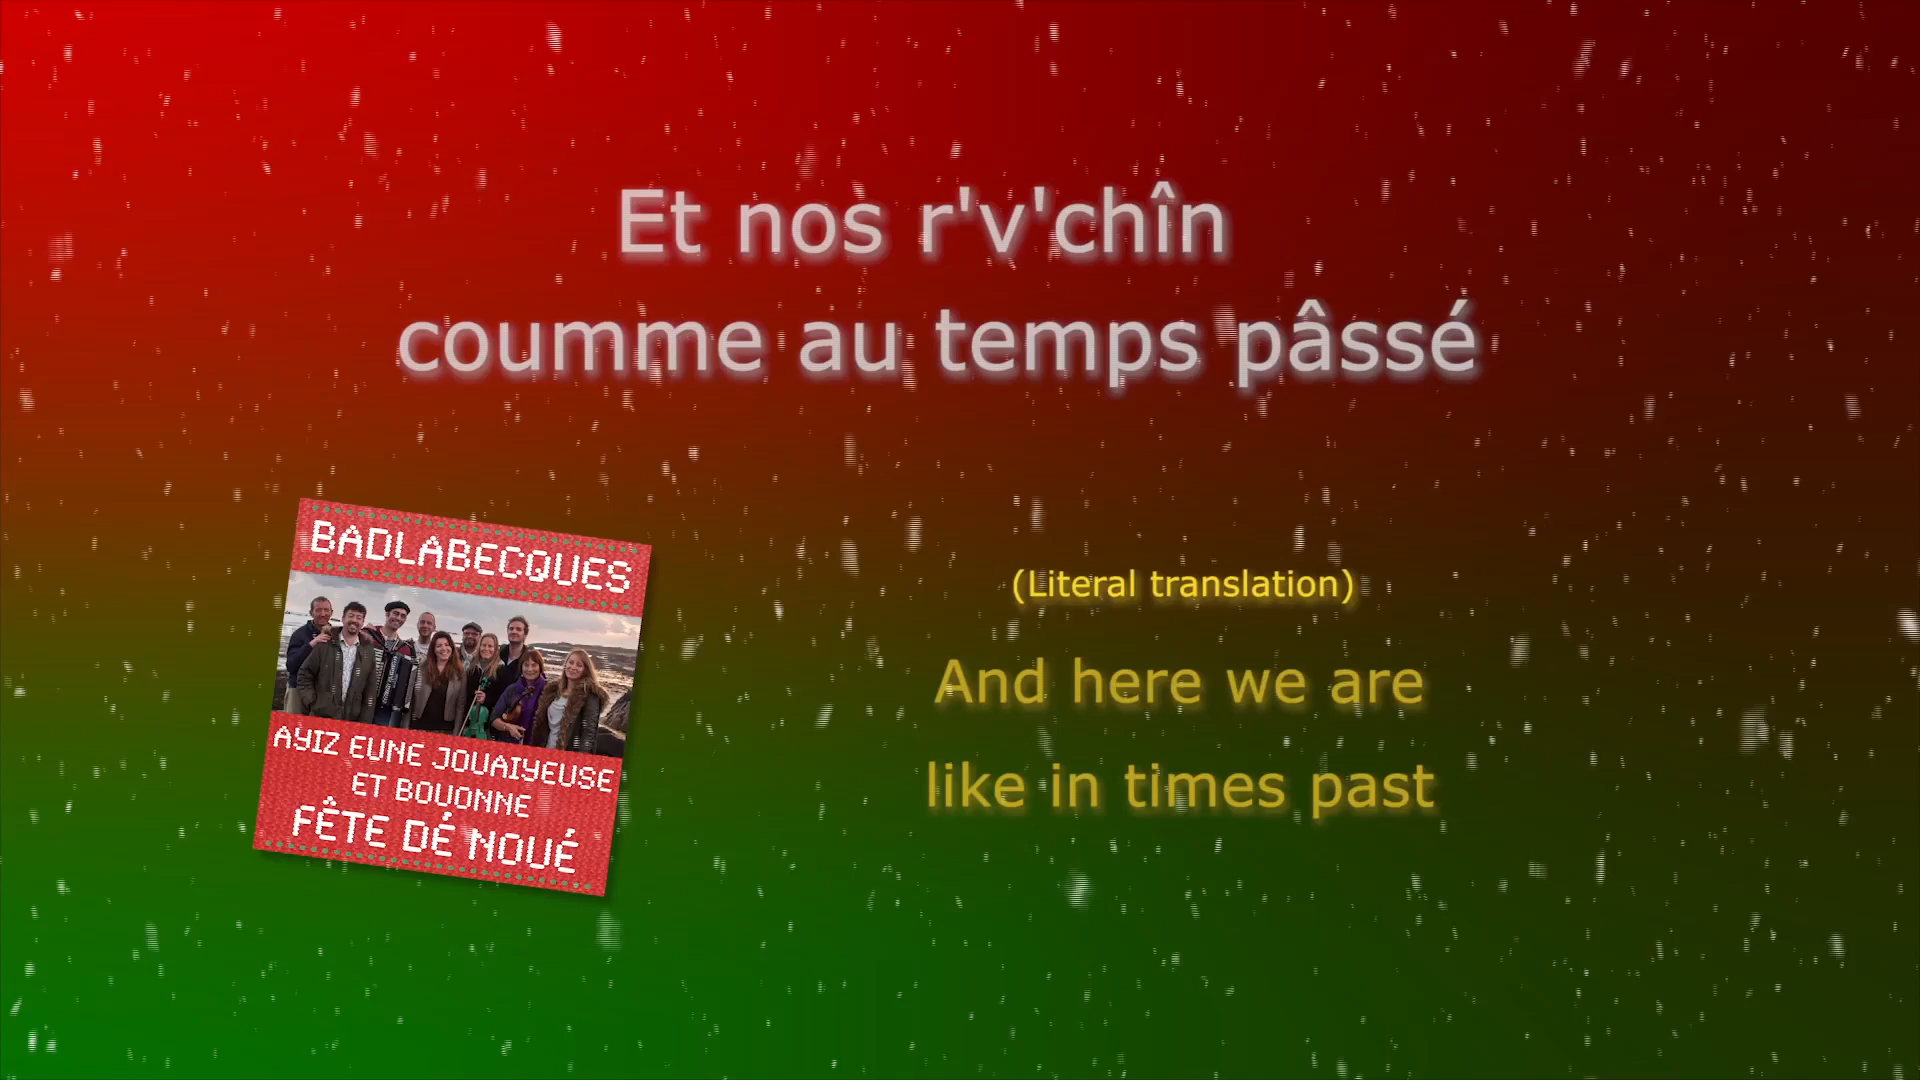 Et nos r'v'chîn
coumme au temps pâssé
BADLABECQUES
AYIZ EUNE JOUAIYEUSE
ET BOUONNE
FÊTE DÉ NOUÉ
(Literal translation)
And here we are
like in times past